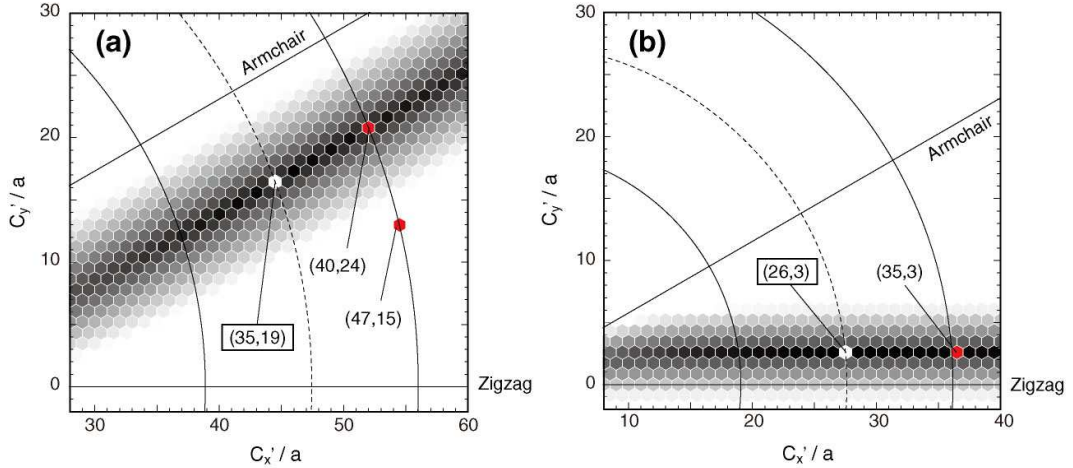 (a)
30
20
10
0
C_y' / a
Armchair
(40,24)
(47,15)
(35,19)
Zigzag
30
40
50
60
C_x' / a
(b)
30
20
10
0
C_y' / a
Armchair
(26,3)
(35,3)
Zigzag
10
20
30
40
C_x' / a